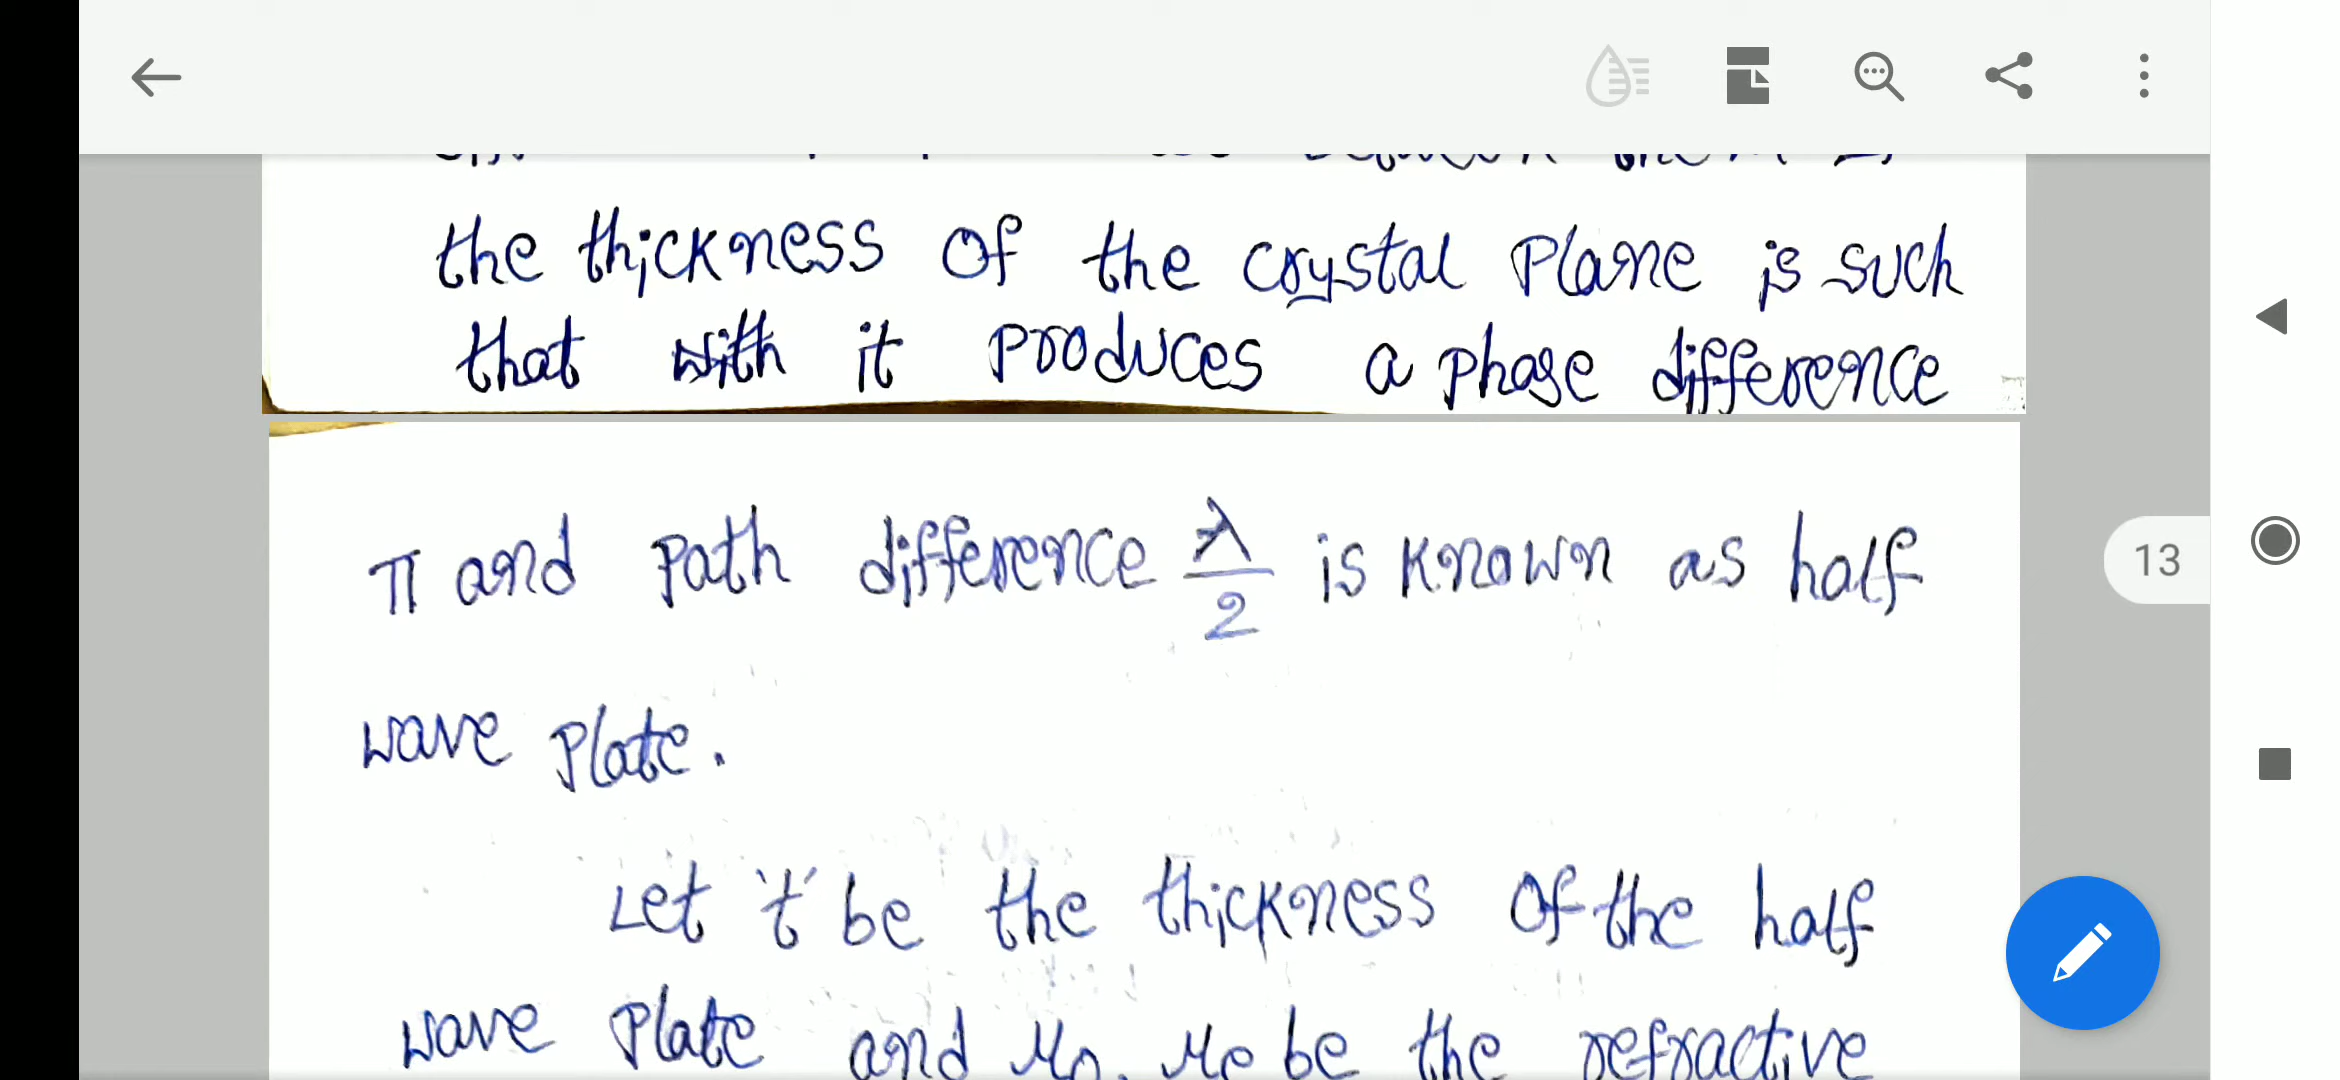 the thickness of the crystal plane is such
that with it produces a phase difference
π and path difference λ/2 is known as half
wave plate.
Let 't' be the thickness of the half
wave plate and μo, μe be the refractive
13